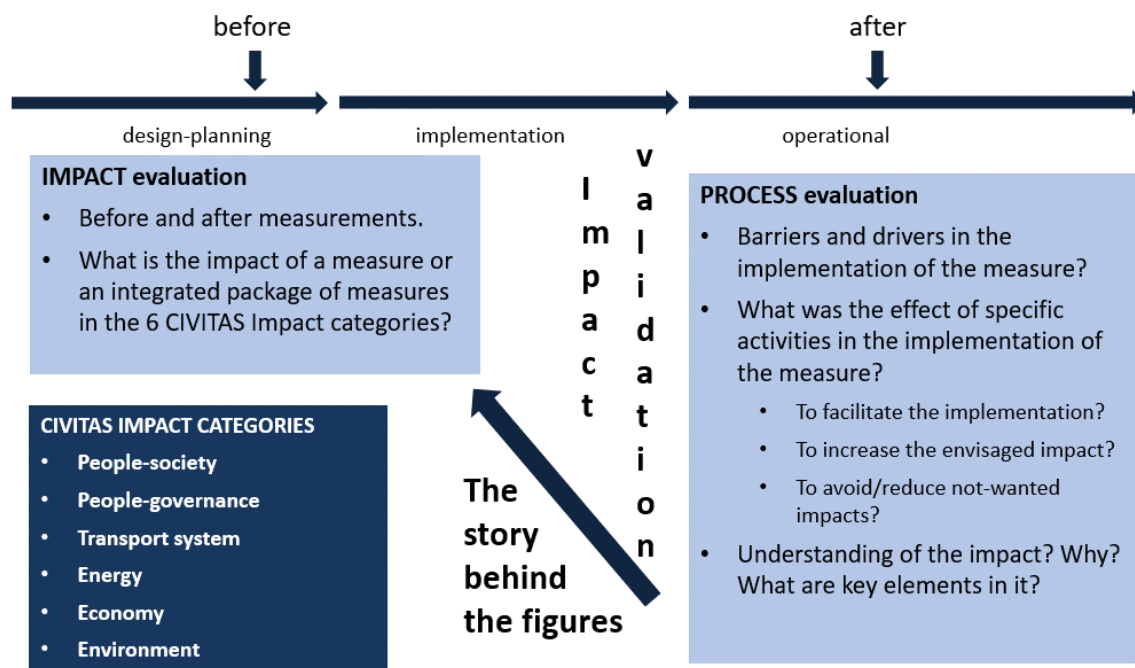 before
after
design-planning
implementation
operational
IMPACT evaluation
• Before and after measurements.
• What is the impact of a measure or
an integrated package of measures
in the 6 CIVITAS Impact categories?
CIVITAS IMPACT CATEGORIES
• People-society
• People-governance
• Transport system
• Energy
• Economy
• Environment
Impact
validation
The
story
behind
the figures
PROCESS evaluation
• Barriers and drivers in the
implementation of the measure?
• What was the effect of specific
activities in the implementation of
the measure?
• To facilitate the implementation?
• To increase the envisaged impact?
• To avoid/reduce not-wanted
impacts?
• Understanding of the impact? Why?
What are key elements in it?